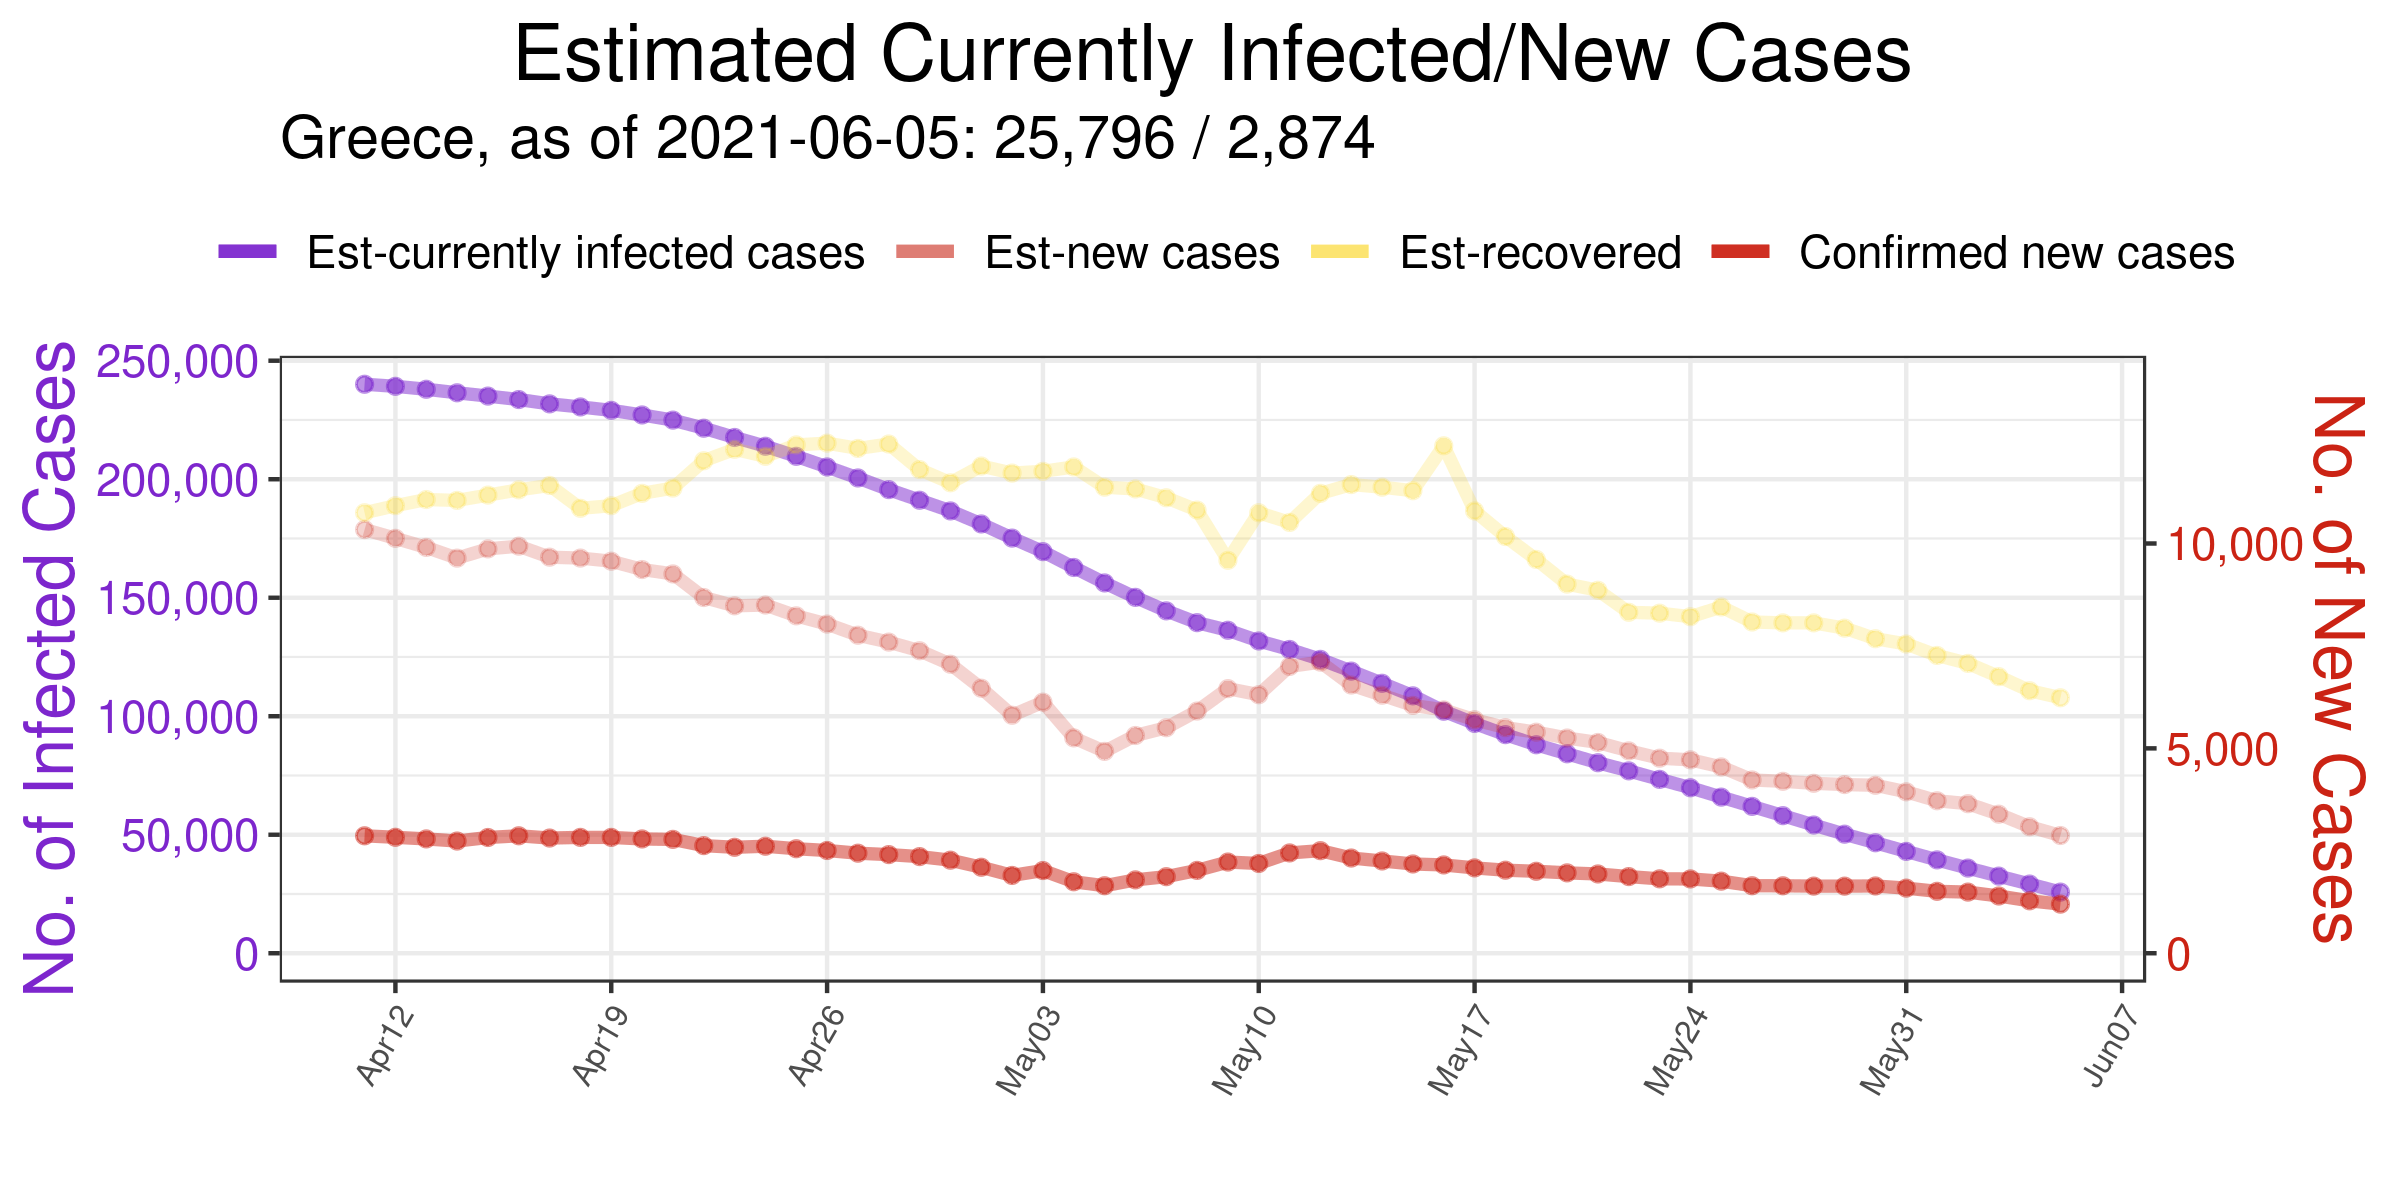 Estimated Currently Infected/New Cases
Greece, as of 2021-06-05: 25,796 / 2,874
Est-currently infected cases Est-new cases Est-recovered Confirmed new cases
No. of Infected Cases
250,000
200,000
150,000
100,000
50,000
0
10,000
5,000
0
No. of New Cases
Apr12 Apr19 Apr26 May03 May10 May17 May24 May31 Jun07